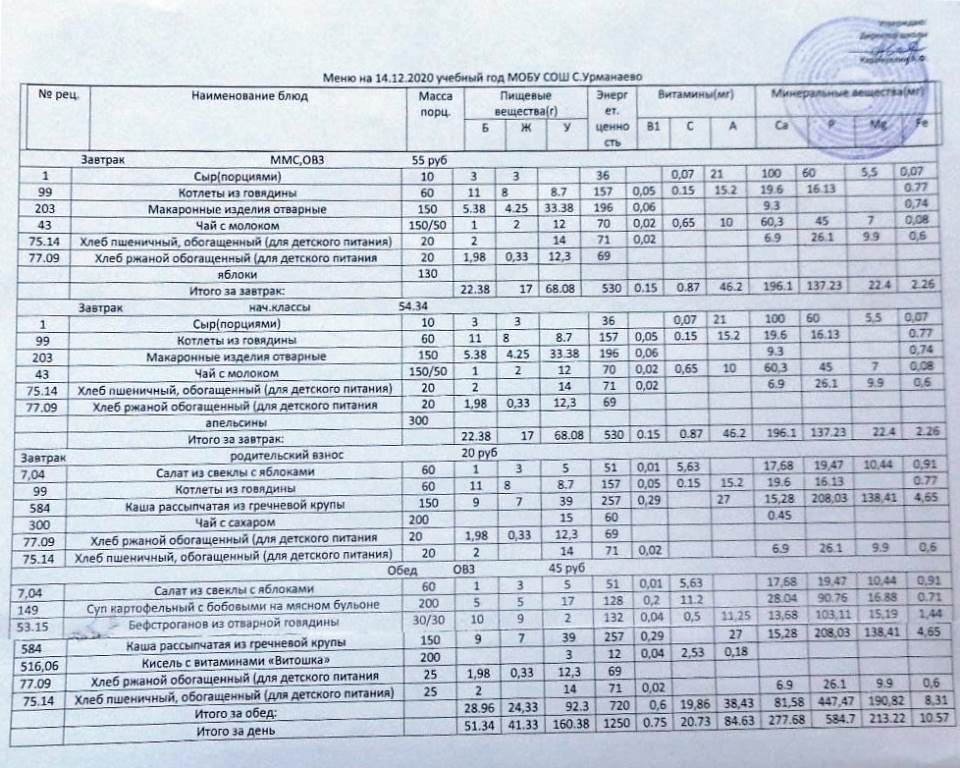 Утверждаю:
Директор школы
Меню на 14.12.2020 учебный год МОБУ СОШ С.Урманаево
№ рец. Наименование блюд Масса порц. Пищевые вещества(г) Энерг ет. ценно сть Витамины(мг) Минеральные вещества(мг)
Б Ж У В1 С А Са Р Mg Fe
Завтрак ММС,ОВЗ 55 руб
1 Сыр(порциями) 10 3 3 36 0,07 21 100 60 5,5 0,07
99 Котлеты из говядины 60 11 8 8.7 157 0,05 0.15 15.2 19.6 16.13 0.77
203 Макаронные изделия отварные 150 5.38 4.25 33.38 196 0,06 9.3 0,74
43 Чай с молоком 150/50 1 2 12 70 0,02 0,65 10 60,3 45 7 0,08
75.14 Хлеб пшеничный, обогащенный (для детского питания) 20 2 14 71 0,02 6.9 26.1 9.9 0,6
77.09 Хлеб ржаной обогащенный (для детского питания 20 1,98 0,33 12,3 69
яблоки 130
Итого за завтрак: 22.38 17 68.08 530 0.15 0.87 46.2 196.1 137.23 22.4 2.26
Завтрак нач.классы 54.34
1 Сыр(порциями) 10 3 3 36 0,07 21 100 60 5,5 0,07
99 Котлеты из говядины 60 11 8 8.7 157 0,05 0.15 15.2 19.6 16.13 0.77
203 Макаронные изделия отварные 150 5.38 4.25 33.38 196 0,06 9.3 0,74
43 Чай с молоком 150/50 1 2 12 70 0,02 0,65 10 60,3 45 7 0,08
75.14 Хлеб пшеничный, обогащенный (для детского питания) 20 2 14 71 0,02 6.9 26.1 9.9 0,6
77.09 Хлеб ржаной обогащенный (для детского питания 20 1,98 0,33 12,3 69
апельсины 300
Итого за завтрак: 22.38 17 68.08 530 0.15 0.87 46.2 196.1 137.23 22.4 2.26
Завтрак родительский взнос 20 руб
7,04 Салат из свеклы с яблоками 60 1 3 5 51 0,01 5,63 17,68 19,47 10,44 0,91
99 Котлеты из говядины 60 11 8 8.7 157 0,05 0.15 15.2 19.6 16.13 0.77
584 Каша рассыпчатая из гречневой крупы 150 9 7 39 257 0,29 27 15,28 208,03 138,41 4,65
300 Чай с сахаром 200 15 60 0.45
77.09 Хлеб ржаной обогащенный (для детского питания 20 1,98 0,33 12,3 69
75.14 Хлеб пшеничный, обогащенный (для детского питания) 20 2 14 71 0,02 6.9 26.1 9.9 0,6
Обед ОВЗ 45 руб
7,04 Салат из свеклы с яблоками 60 1 3 5 51 0,01 5,63 17,68 19,47 10,44 0,91
149 Суп картофельный с бобовыми на мясном бульоне 200 5 5 17 128 0,2 11.2 28.04 90.76 16.88 0.71
53.15 Бефстроганов из отварной говядины 30/30 10 9 2 132 0,04 0,5 11,25 13,68 103,11 15,19 1,44
584 Каша рассыпчатая из гречневой крупы 150 9 7 39 257 0,29 27 15,28 208,03 138,41 4,65
516,06 Кисель с витаминами «Витошка» 200 3 12 0,04 2,53 0,18
77.09 Хлеб ржаной обогащенный (для детского питания 25 1,98 0,33 12,3 69
75.14 Хлеб пшеничный, обогащенный (для детского питания) 25 2 14 71 0,02 6.9 26.1 9.9 0,6
Итого за обед: 28.96 24,33 92.3 720 0,6 19,86 38,43 81,58 447,47 190,82 8,31
Итого за день 51.34 41.33 160.38 1250 0.75 20.73 84.63 277.68 584.7 213.22 10.57